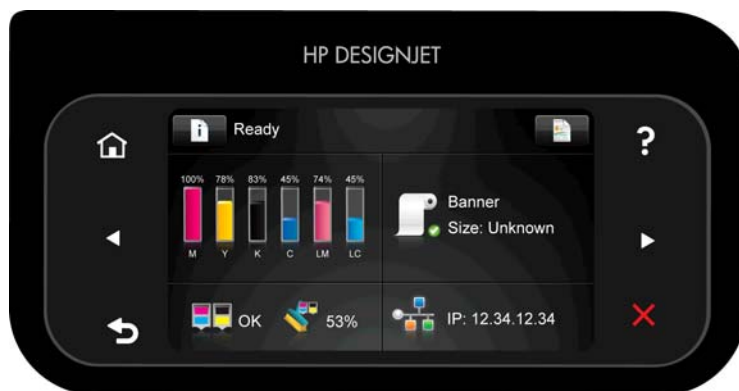 HP DESIGNJET
i Ready
?
100% 78% 83% 45% 74% 45%
M Y K C LM LC
Banner
Size: Unknown
OK
53%
IP: 12.34.12.34